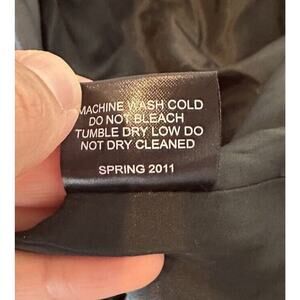 MACHINE WASH COLD
DO NOT BLEACH
TUMBLE DRY LOW DO
NOT DRY CLEANED
SPRING 2011